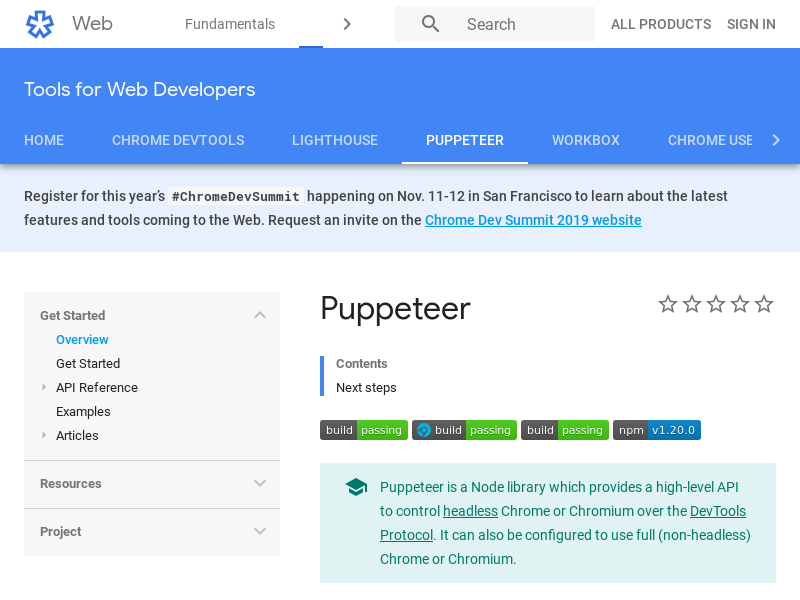 Web
Fundamentals
Search
ALL PRODUCTS
SIGN IN
Tools for Web Developers
HOME
CHROME DEVTOOLS
LIGHTHOUSE
PUPPETEER
WORKBOX
CHROME USE
Register for this year’s #ChromeDevSummit happening on Nov. 11-12 in San Francisco to learn about the latest
features and tools coming to the Web. Request an invite on the Chrome Dev Summit 2019 website
Get Started
Overview
Get Started
API Reference
Examples
Articles
Resources
Project
Puppeteer
Contents
Next steps
build passing
build passing
build passing
npm v1.20.0
Puppeteer is a Node library which provides a high-level API
to control headless Chrome or Chromium over the DevTools
Protocol. It can also be configured to use full (non-headless)
Chrome or Chromium.